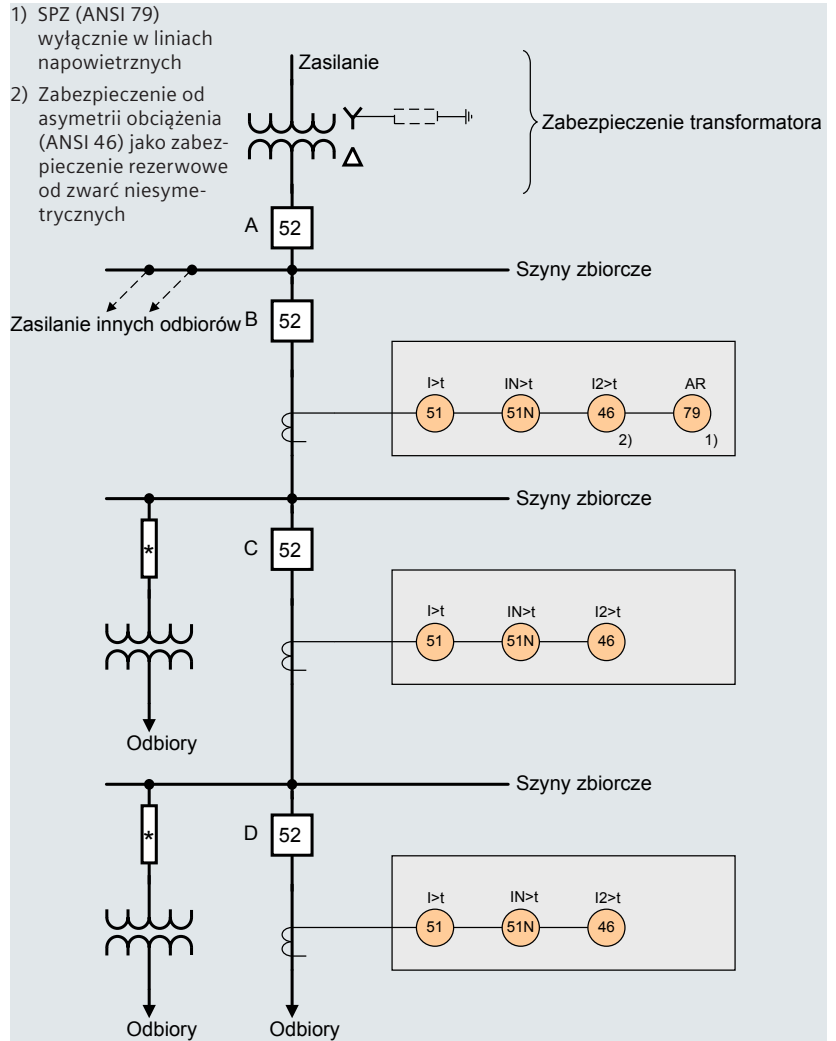 1) SPZ (ANSI 79)
wyłącznie w liniach
napowietrznych
2) Zabezpieczenie od
asymetrii obciążenia
(ANSI 46) jako zabez-
pieczenie rezerwowe
od zwarć niesyme-
trycznych
Zasilanie
Zabezpieczenie transformatora
A 52
Szyny zbiorcze
Zasilanie innych odbiorów
B 52
I>t IN>t I2>t AR
51 51N 46 79
2) 1)
Szyny zbiorcze
*
C 52
I>t IN>t I2>t
51 51N 46
Odbiory
Szyny zbiorcze
*
D 52
I>t IN>t I2>t
51 51N 46
Odbiory Odbiory